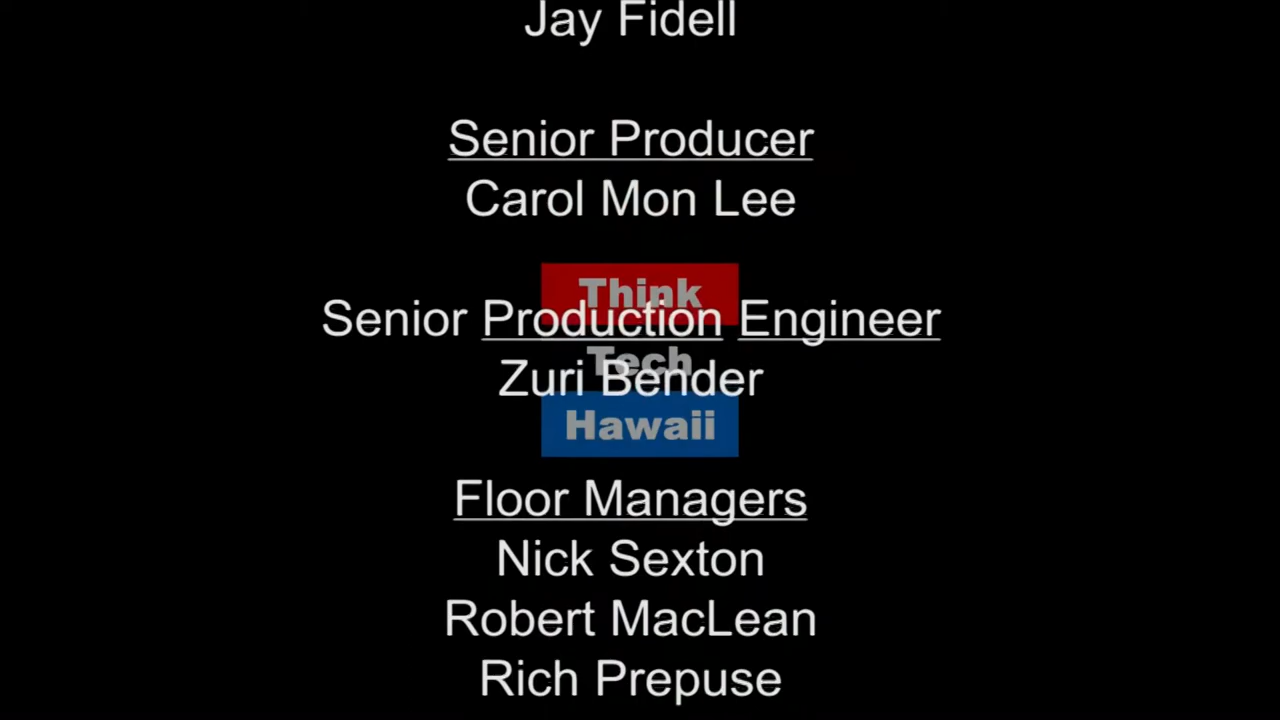 Jay Fidell
Senior Producer
Carol Mon Lee
Think
Senior Production Engineer
Tech
Zuri Bender
Hawaii
Floor Managers
Nick Sexton
Robert MacLean
Rich Prepuse